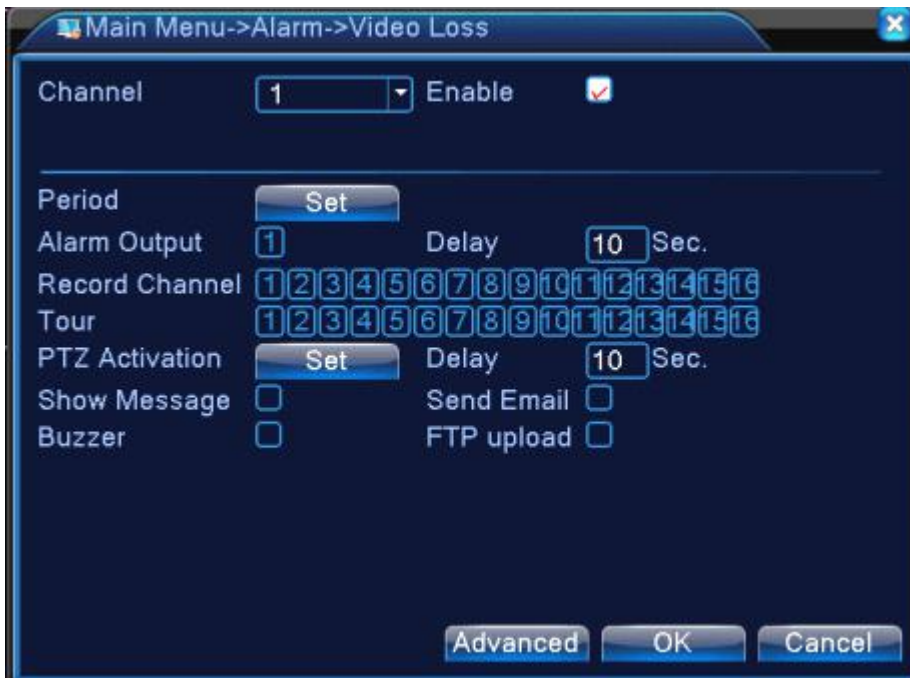 Main Menu->Alarm->Video Loss
Channel 1 Enable
Period Set
Alarm Output 1 Delay 10 Sec.
Record Channel 1 2 3 4 5 6 7 8 9 10 11 12 13 14 15 16
Tour 1 2 3 4 5 6 7 8 9 10 11 12 13 14 15 16
PTZ Activation Set Delay 10 Sec.
Show Message Send Email
Buzzer FTP upload
Advanced OK Cancel